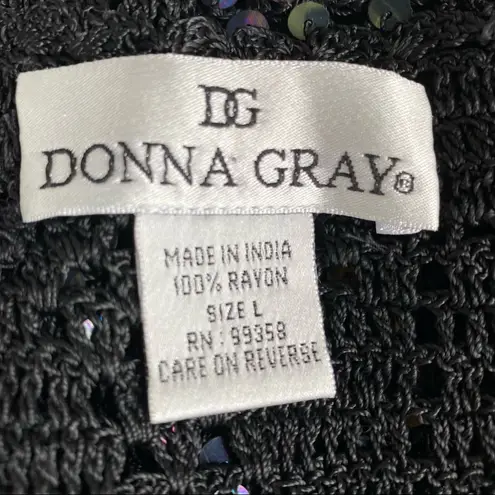 DG
DONNA GRAY®
MADE IN INDIA
100% RAYON
SIZE L
RN : 99358
CARE ON REVERSE